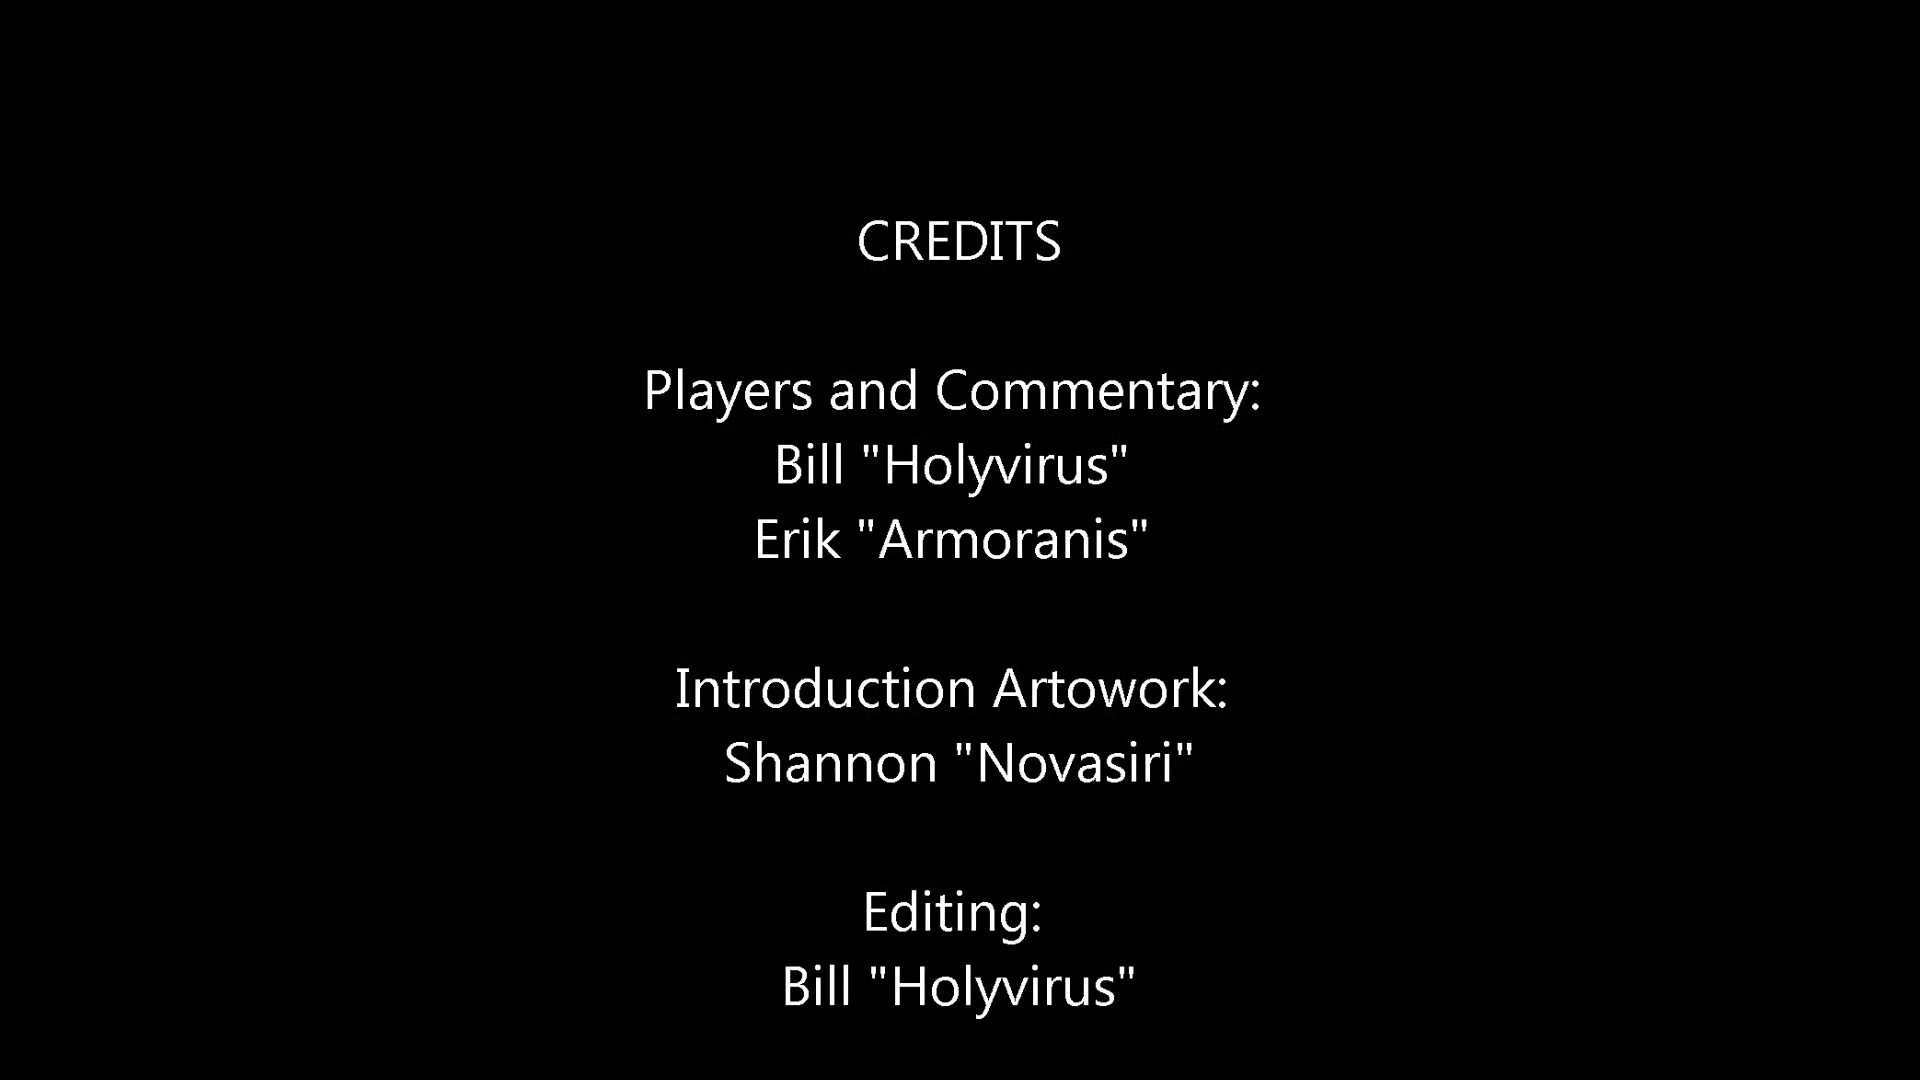 CREDITS
Players and Commentary:
Bill "Holyvirus"
Erik "Armoranis"
Introduction Artowork:
Shannon "Novasiri"
Editing:
Bill "Holyvirus"